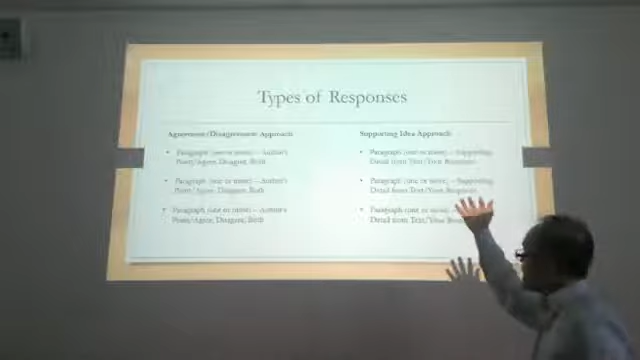 Types of Responses
Agreement/Disagreement Approach
• Paragraph (one or more) – Author's
Point/Agree, Disagree, Both
• Paragraph (one or more) – Author's
Point/Agree, Disagree, Both
• Paragraph (one or more) – Author's
Point/Agree, Disagree, Both
Supporting Idea Approach
• Paragraph (one or more) – Supporting
Detail from Text/Your Response
• Paragraph (one or more) – Supporting
Detail from Text/Your Response
• Paragraph (one or more)
Detail from Text/Your